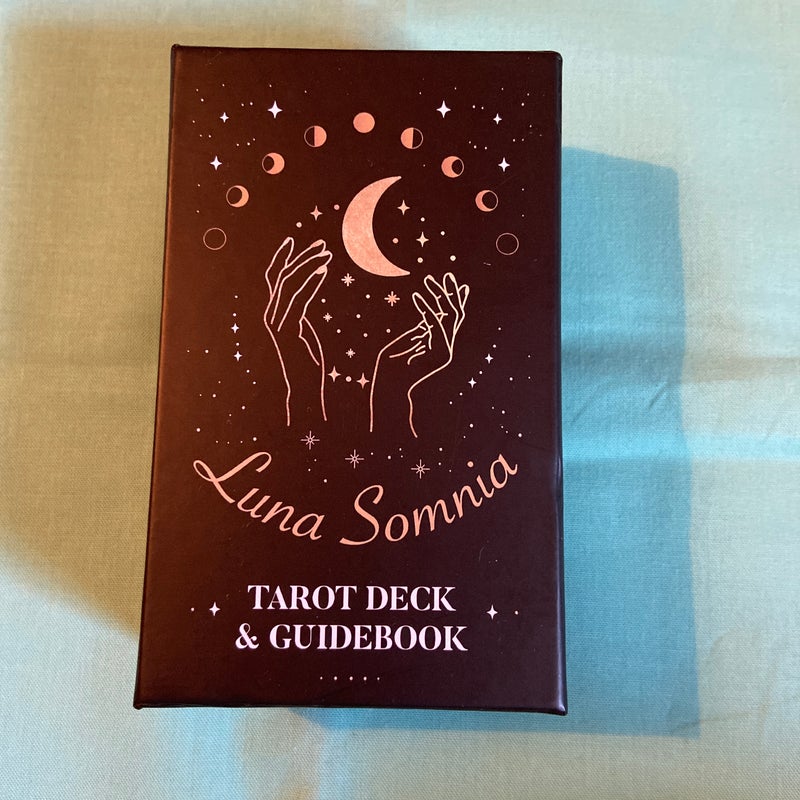 Luna Somnia
TAROT DECK
& GUIDEBOOK